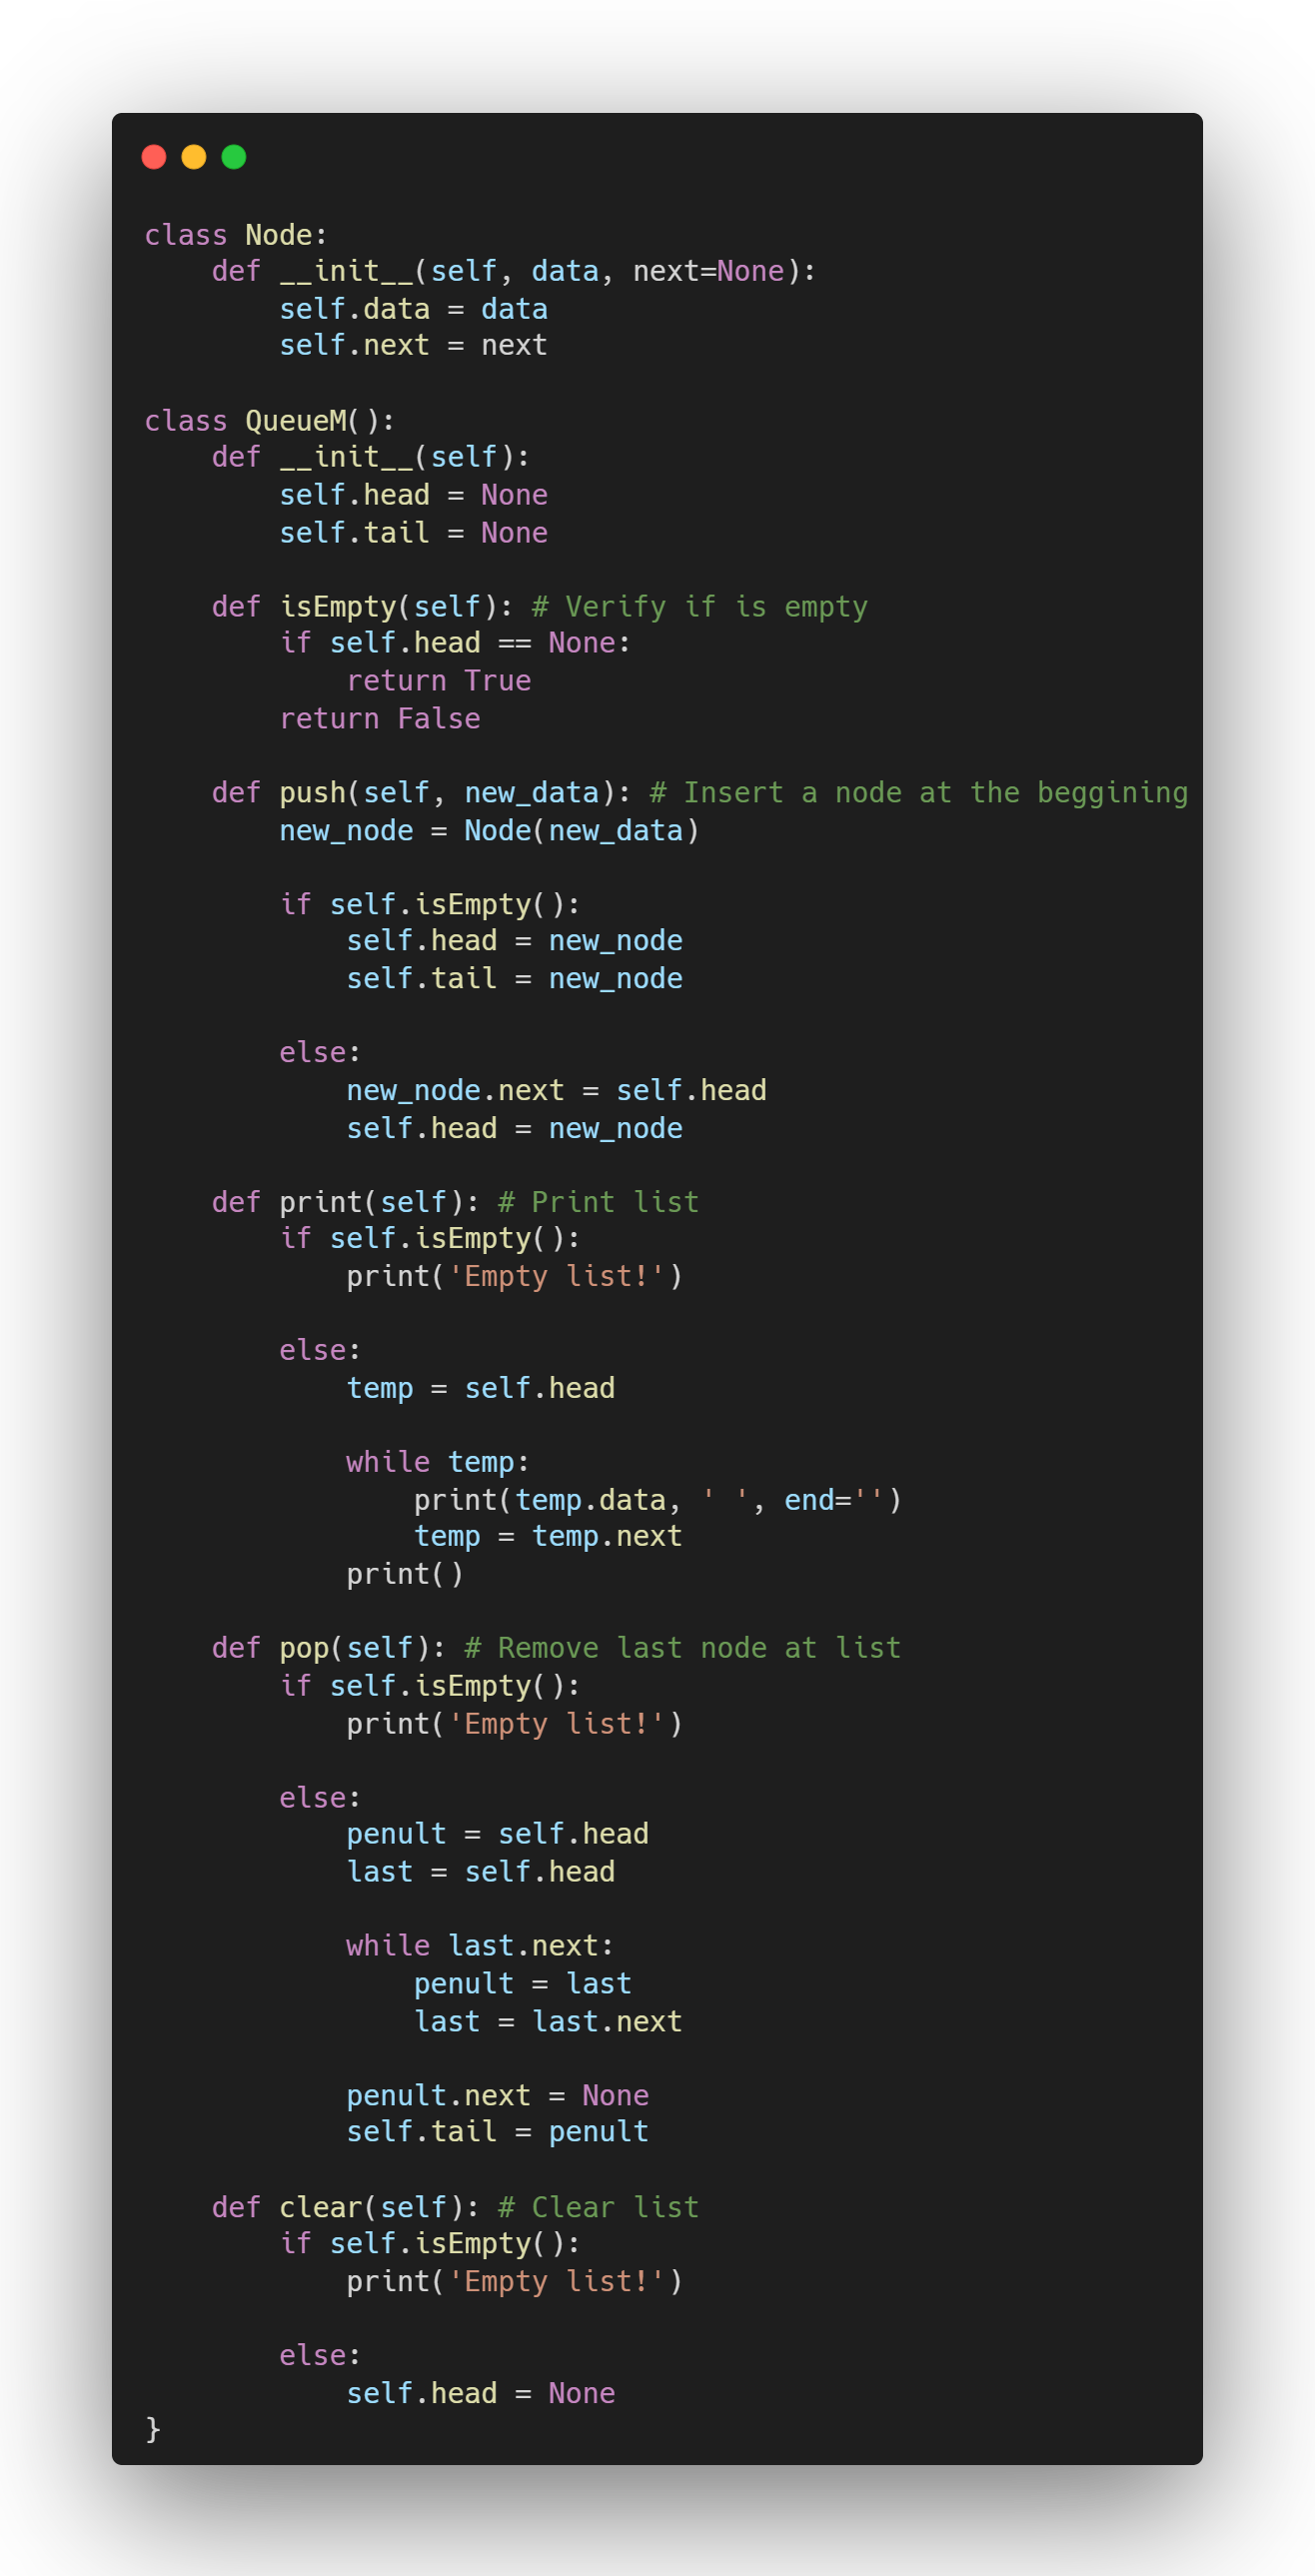 class Node:
    def __init__(self, data, next=None):
        self.data = data
        self.next = next

class QueueM():
    def __init__(self):
        self.head = None
        self.tail = None

    def isEmpty(self): # Verify if is empty
        if self.head == None:
            return True
        return False

    def push(self, new_data): # Insert a node at the beggining
        new_node = Node(new_data)

        if self.isEmpty():
            self.head = new_node
            self.tail = new_node

        else:
            new_node.next = self.head
            self.head = new_node

    def print(self): # Print list
        if self.isEmpty():
            print('Empty list!')

        else:
            temp = self.head

            while temp:
                print(temp.data, ' ', end='')
                temp = temp.next
            print()

    def pop(self): # Remove last node at list
        if self.isEmpty():
            print('Empty list!')

        else:
            penult = self.head
            last = self.head

            while last.next:
                penult = last
                last = last.next

            penult.next = None
            self.tail = penult

    def clear(self): # Clear list
        if self.isEmpty():
            print('Empty list!')

        else:
            self.head = None
}